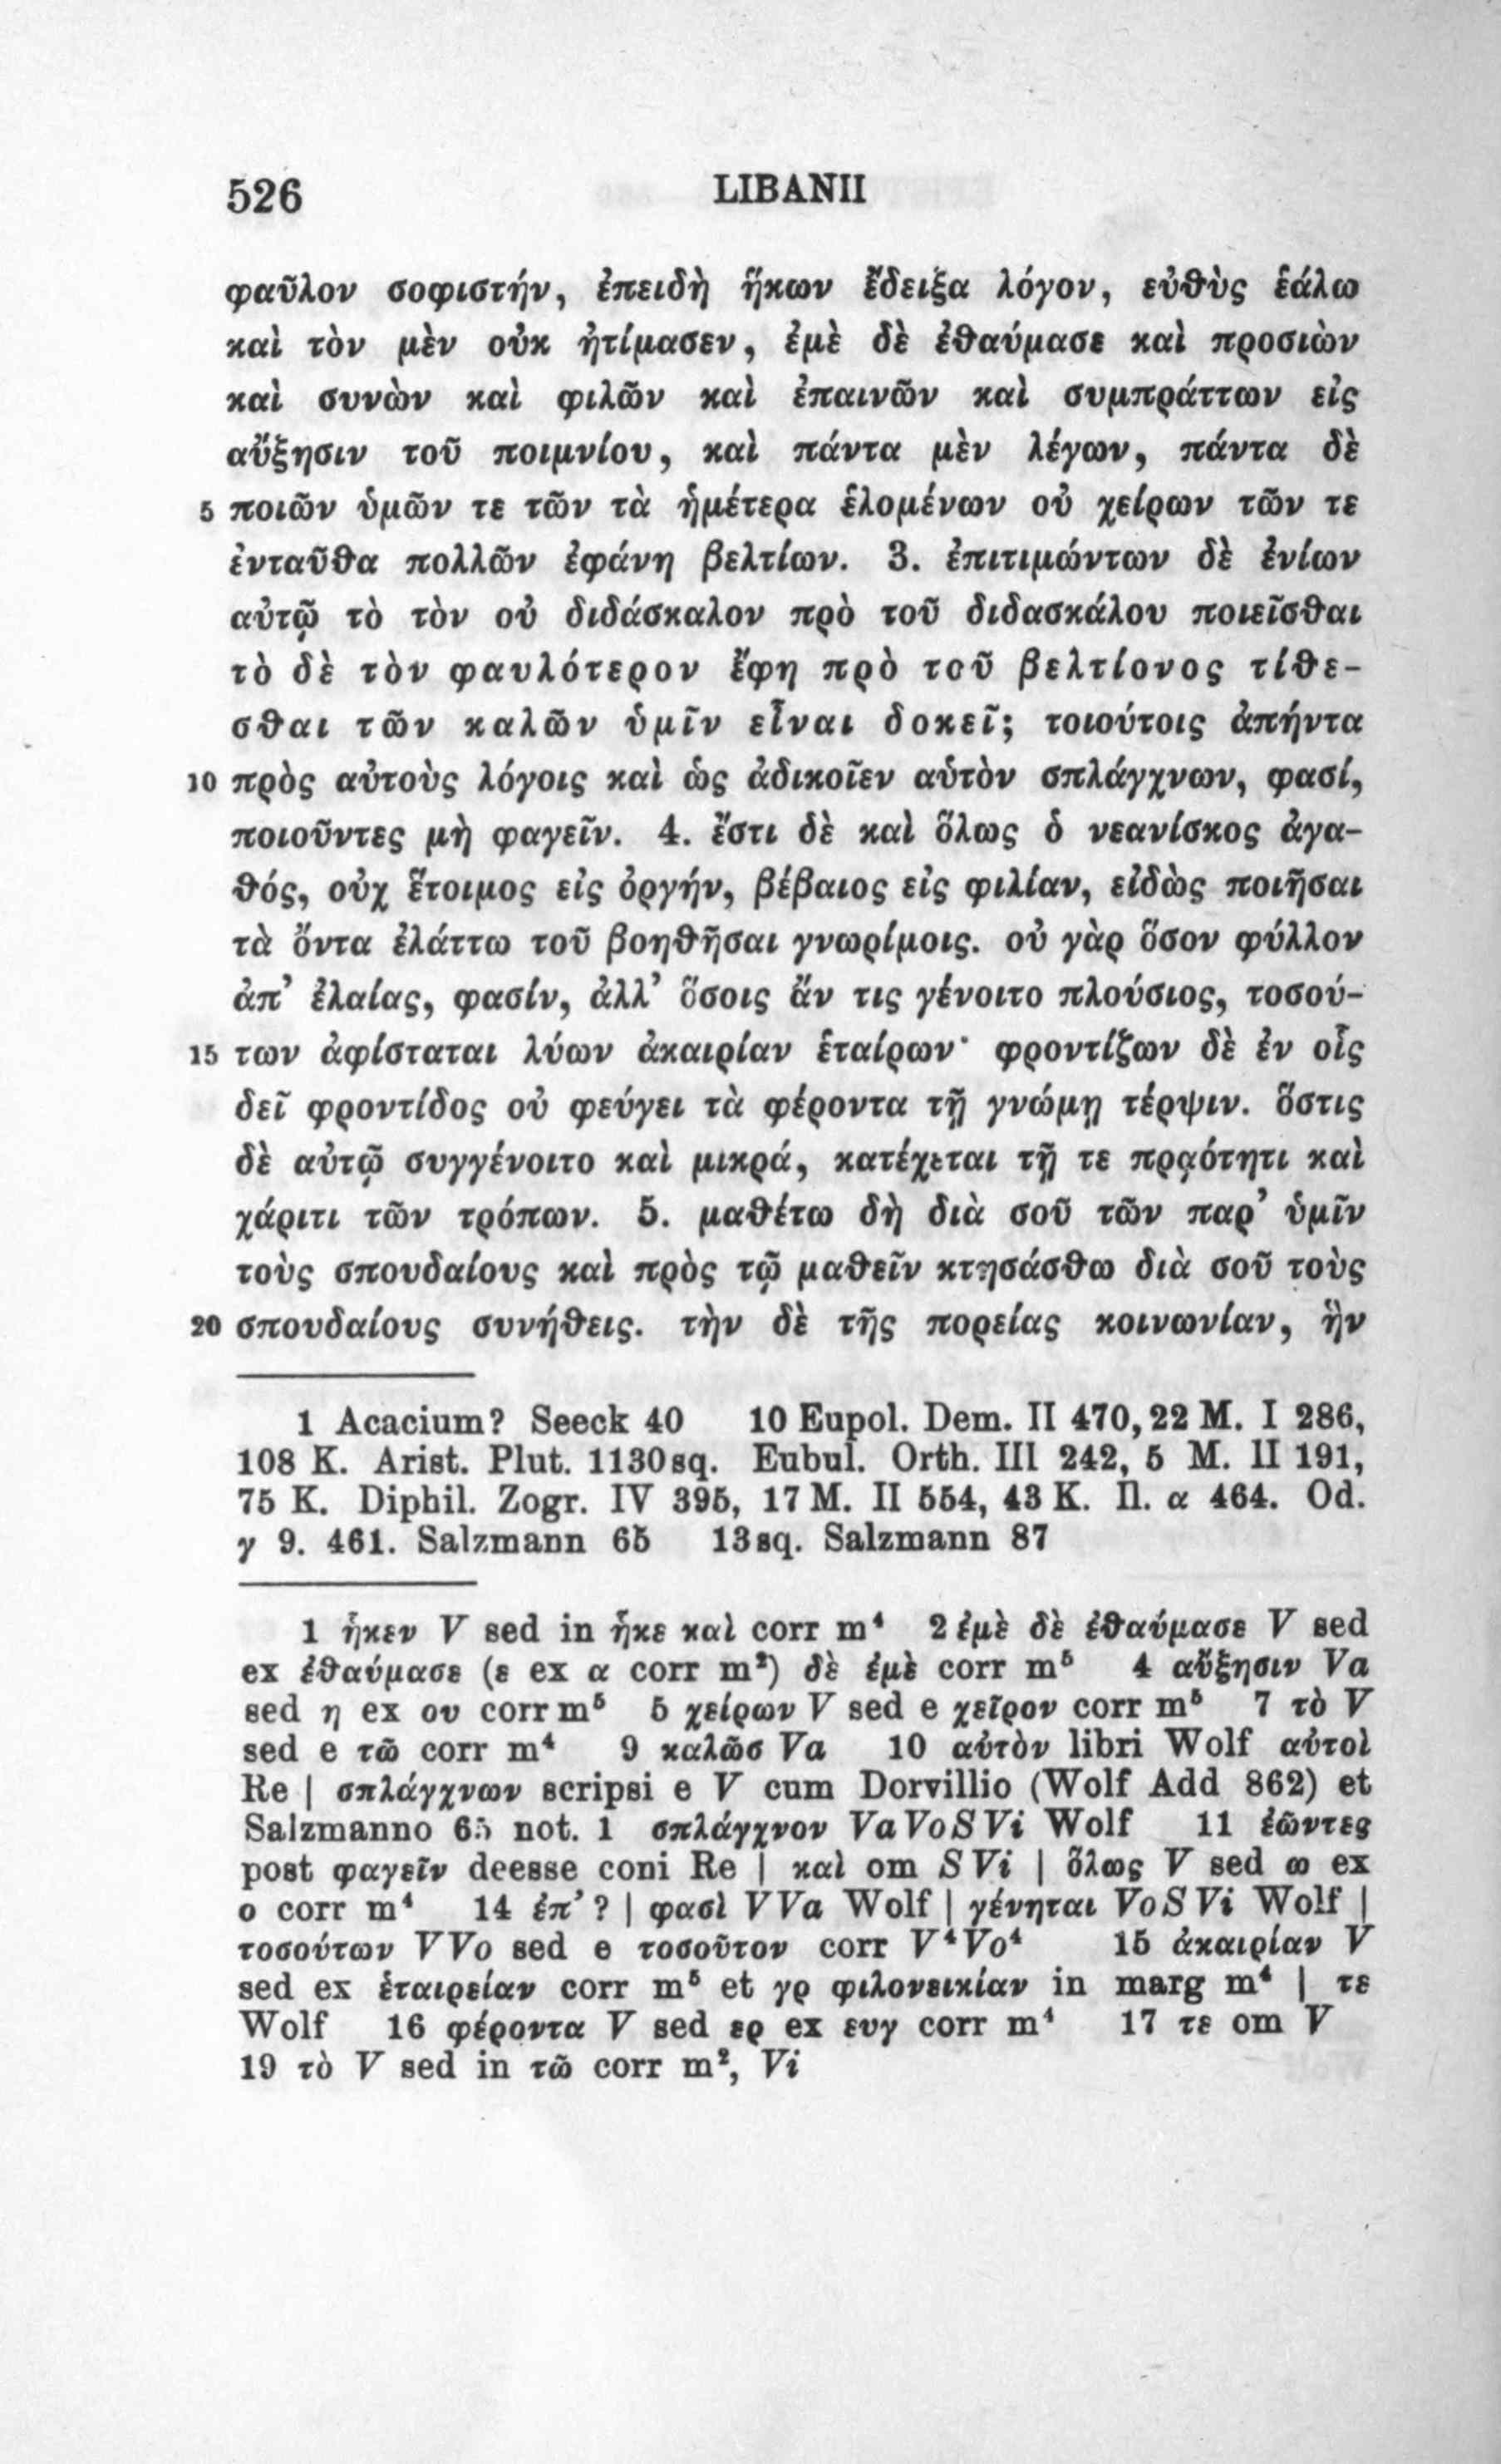 526 LIBANII
φαῦλον σοφιστήν, ἐπειδὴ ἥκων ἔδειξα λόγον, εὐθὺς ἑάλω
καὶ τὸν μὲν οὐκ ἠτίμασεν, ἐμὲ δὲ ἐθαύμασε καὶ προσιὼν
καὶ συνὼν καὶ φιλῶν καὶ ἐπαινῶν καὶ συμπράττων εἰς
αὔξησιν τοῦ ποιμνίου, καὶ πάντα μὲν λέγων, πάντα δὲ
5 ποιῶν ὑμῶν τε τῶν τὰ ἡμέτερα ἑλομένων οὐ χείρων τῶν τε
ἐνταῦθα πολλῶν ἐφάνη βελτίων. 3. ἐπιτιμώντων δὲ ἐνίων
αὐτῷ τὸ τὸν οὐ διδάσκαλον πρὸ τοῦ διδασκάλου ποιεῖσθαι
τὸ δὲ τὸν φαυλότερον ἔφη πρὸ τοῦ βελτίονος τίθε-
σθαι τῶν καλῶν ὑμῖν εἶναι δοκεῖ; τοιούτοις ἀπήντα
10 πρὸς αὐτοὺς λόγοις καὶ ὡς ἀδικοῖεν αὑτὸν σπλάγχνων, φασί,
ποιοῦντες μὴ φαγεῖν. 4. ἔστι δὲ καὶ ὅλως ὁ νεανίσκος ἀγα-
θός, οὐχ ἕτοιμος εἰς ὀργήν, βέβαιος εἰς φιλίαν, εἰδὼς ποιῆσαι
τὰ ὄντα ἐλάττω τοῦ βοηθῆσαι γνωρίμοις. οὐ γὰρ ὅσον φύλλον
ἀπ’ ἐλαίας, φασίν, ἀλλ’ ὅσοις ἄν τις γένοιτο πλούσιος, τοσού-
15 των ἀφίσταται λύων ἀκαιρίαν ἑταίρων· φροντίζων δὲ ἐν οἷς
δεῖ φροντίδος οὐ φεύγει τὰ φέροντα τῇ γνώμῃ τέρψιν. ὅστις
δὲ αὐτῷ συγγένοιτο καὶ μικρά, κατέχεται τῇ τε πρᾳότητι καὶ
χάριτι τῶν τρόπων. 5. μαθέτω δὴ διὰ σοῦ τῶν παρ’ ὑμῖν
τοὺς σπουδαίους καὶ πρὸς τῷ μαθεῖν κτησάσθω διὰ σοῦ τοὺς
20 σπουδαίους συνήθεις. τὴν δὲ τῆς πορείας κοινωνίαν, ἣν
1 Acacium? Seeck 40 10 Eupol. Dem. II 470, 22 M. I 286,
108 K. Arist. Plut. 1130sq. Eubul. Orth. III 242, 5 M. II 191,
75 K. Diphil. Zogr. IV 395, 17 M. II 554, 43 K. Π. α 464. Od.
γ 9. 461. Salzmann 65 13sq. Salzmann 87
1 ἧκεν V sed in ἧκε καὶ corr m⁴ 2 ἐμὲ δὲ ἐθαύμασε V sed
ex ἐθαύμασε (ε ex α corr m²) δὲ ἐμὲ corr m⁵ 4 αὔξησιν Va
sed η ex ου corr m⁵ 5 χείρων V sed e χεῖρον corr m⁵ 7 τὸ V
sed e τῶ corr m⁴ 9 καλῶσ Va 10 αὐτὸν libri Wolf αὐτοὶ
Re | σπλάγχνων scripsi e V cum Dorvillio (Wolf Add 862) et
Salzmanno 65 not. 1 σπλάγχνον Va Vo S Vi Wolf 11 ἐῶντες
post φαγεῖν deesse coni Re | καὶ om S Vi | ὅλως V sed ω ex
ο corr m⁴ 14 ἐπ’ ? | φασὶ V Va Wolf | γένηται Vo S Vi Wolf |
τοσούτων V Vo sed e τοσοῦτον corr V⁴ Vo⁴ 15 ἀκαιρίαν V
sed ex ἑταιρείαν corr m⁵ et γρ φιλονεικίαν in marg m⁴ | τε
Wolf 16 φέροντα V sed ερ ex ευγ corr m⁴ 17 τε om V
19 τὸ V sed in τῶ corr m², Vi